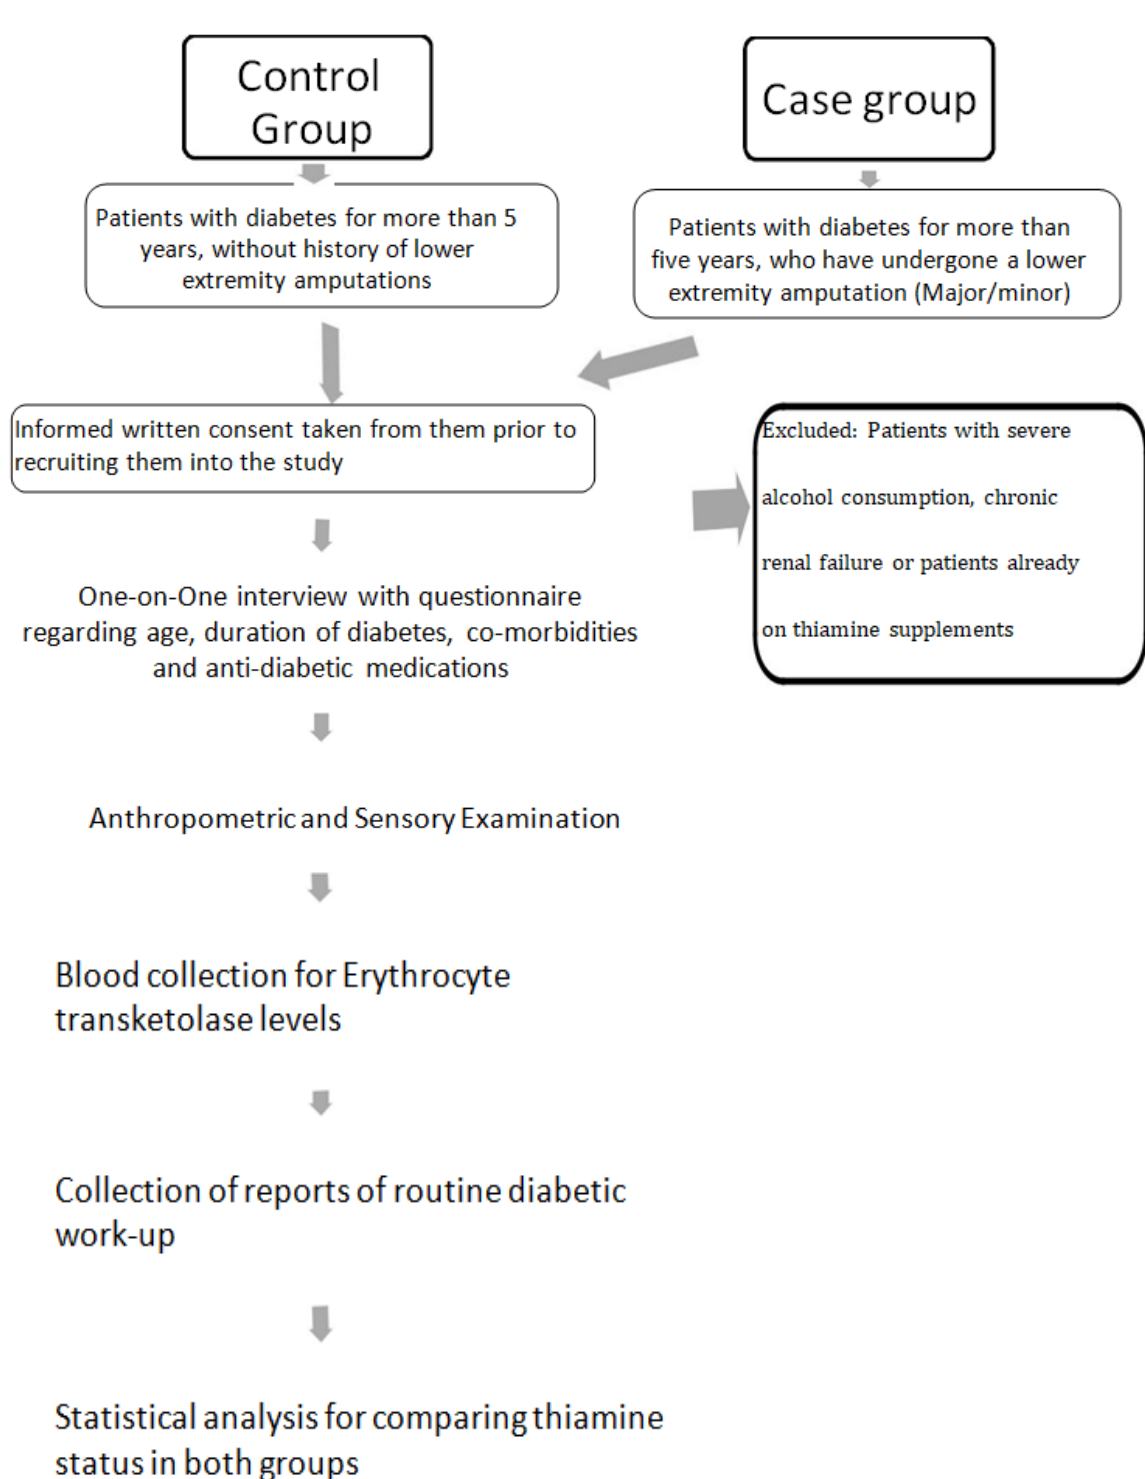 Control
Group
Case group
Patients with diabetes for more than 5
years, without history of lower
extremity amputations
Patients with diabetes for more than
five years, who have undergone a lower
extremity amputation (Major/minor)
Informed written consent taken from them prior to
recruiting them into the study
Excluded: Patients with severe
alcohol consumption, chronic
renal failure or patients already
on thiamine supplements
One-on-One interview with questionnaire
regarding age, duration of diabetes, co-morbidities
and anti-diabetic medications
Anthropometric and Sensory Examination
Blood collection for Erythrocyte
transketolase levels
Collection of reports of routine diabetic
work-up
Statistical analysis for comparing thiamine
status in both groups